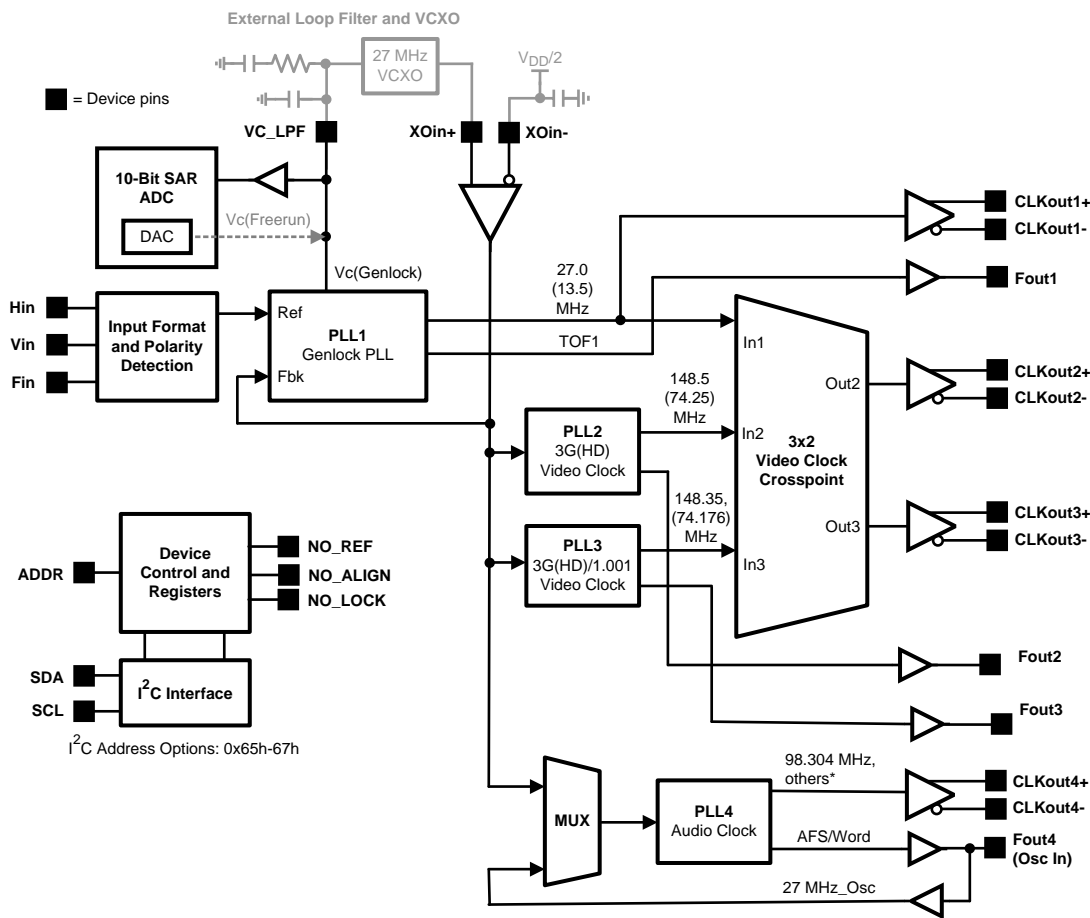 External Loop Filter and VCXO
27 MHz
VCXO
VDD/2
= Device pins
VC_LPF
XOin+
XOin-
10-Bit SAR
ADC
DAC
Vc(Freerun)
Vc(Genlock)
CLKout1+
CLKout1-
Fout1
27.0
(13.5)
MHz
TOF1
Hin
Vin
Fin
Input Format
and Polarity
Detection
Ref
Fbk
PLL1
Genlock PLL
In1
In2
In3
Out2
Out3
3x2
Video Clock
Crosspoint
CLKout2+
CLKout2-
148.5
(74.25)
MHz
PLL2
3G(HD)
Video Clock
148.35,
(74.176)
MHz
PLL3
3G(HD)/1.001
Video Clock
CLKout3+
CLKout3-
ADDR
Device
Control and
Registers
NO_REF
NO_ALIGN
NO_LOCK
SDA
SCL
I2C Interface
I2C Address Options: 0x65h-67h
Fout2
Fout3
MUX
PLL4
Audio Clock
98.304 MHz,
others*
AFS/Word
27 MHz_Osc
CLKout4+
CLKout4-
Fout4
(Osc In)